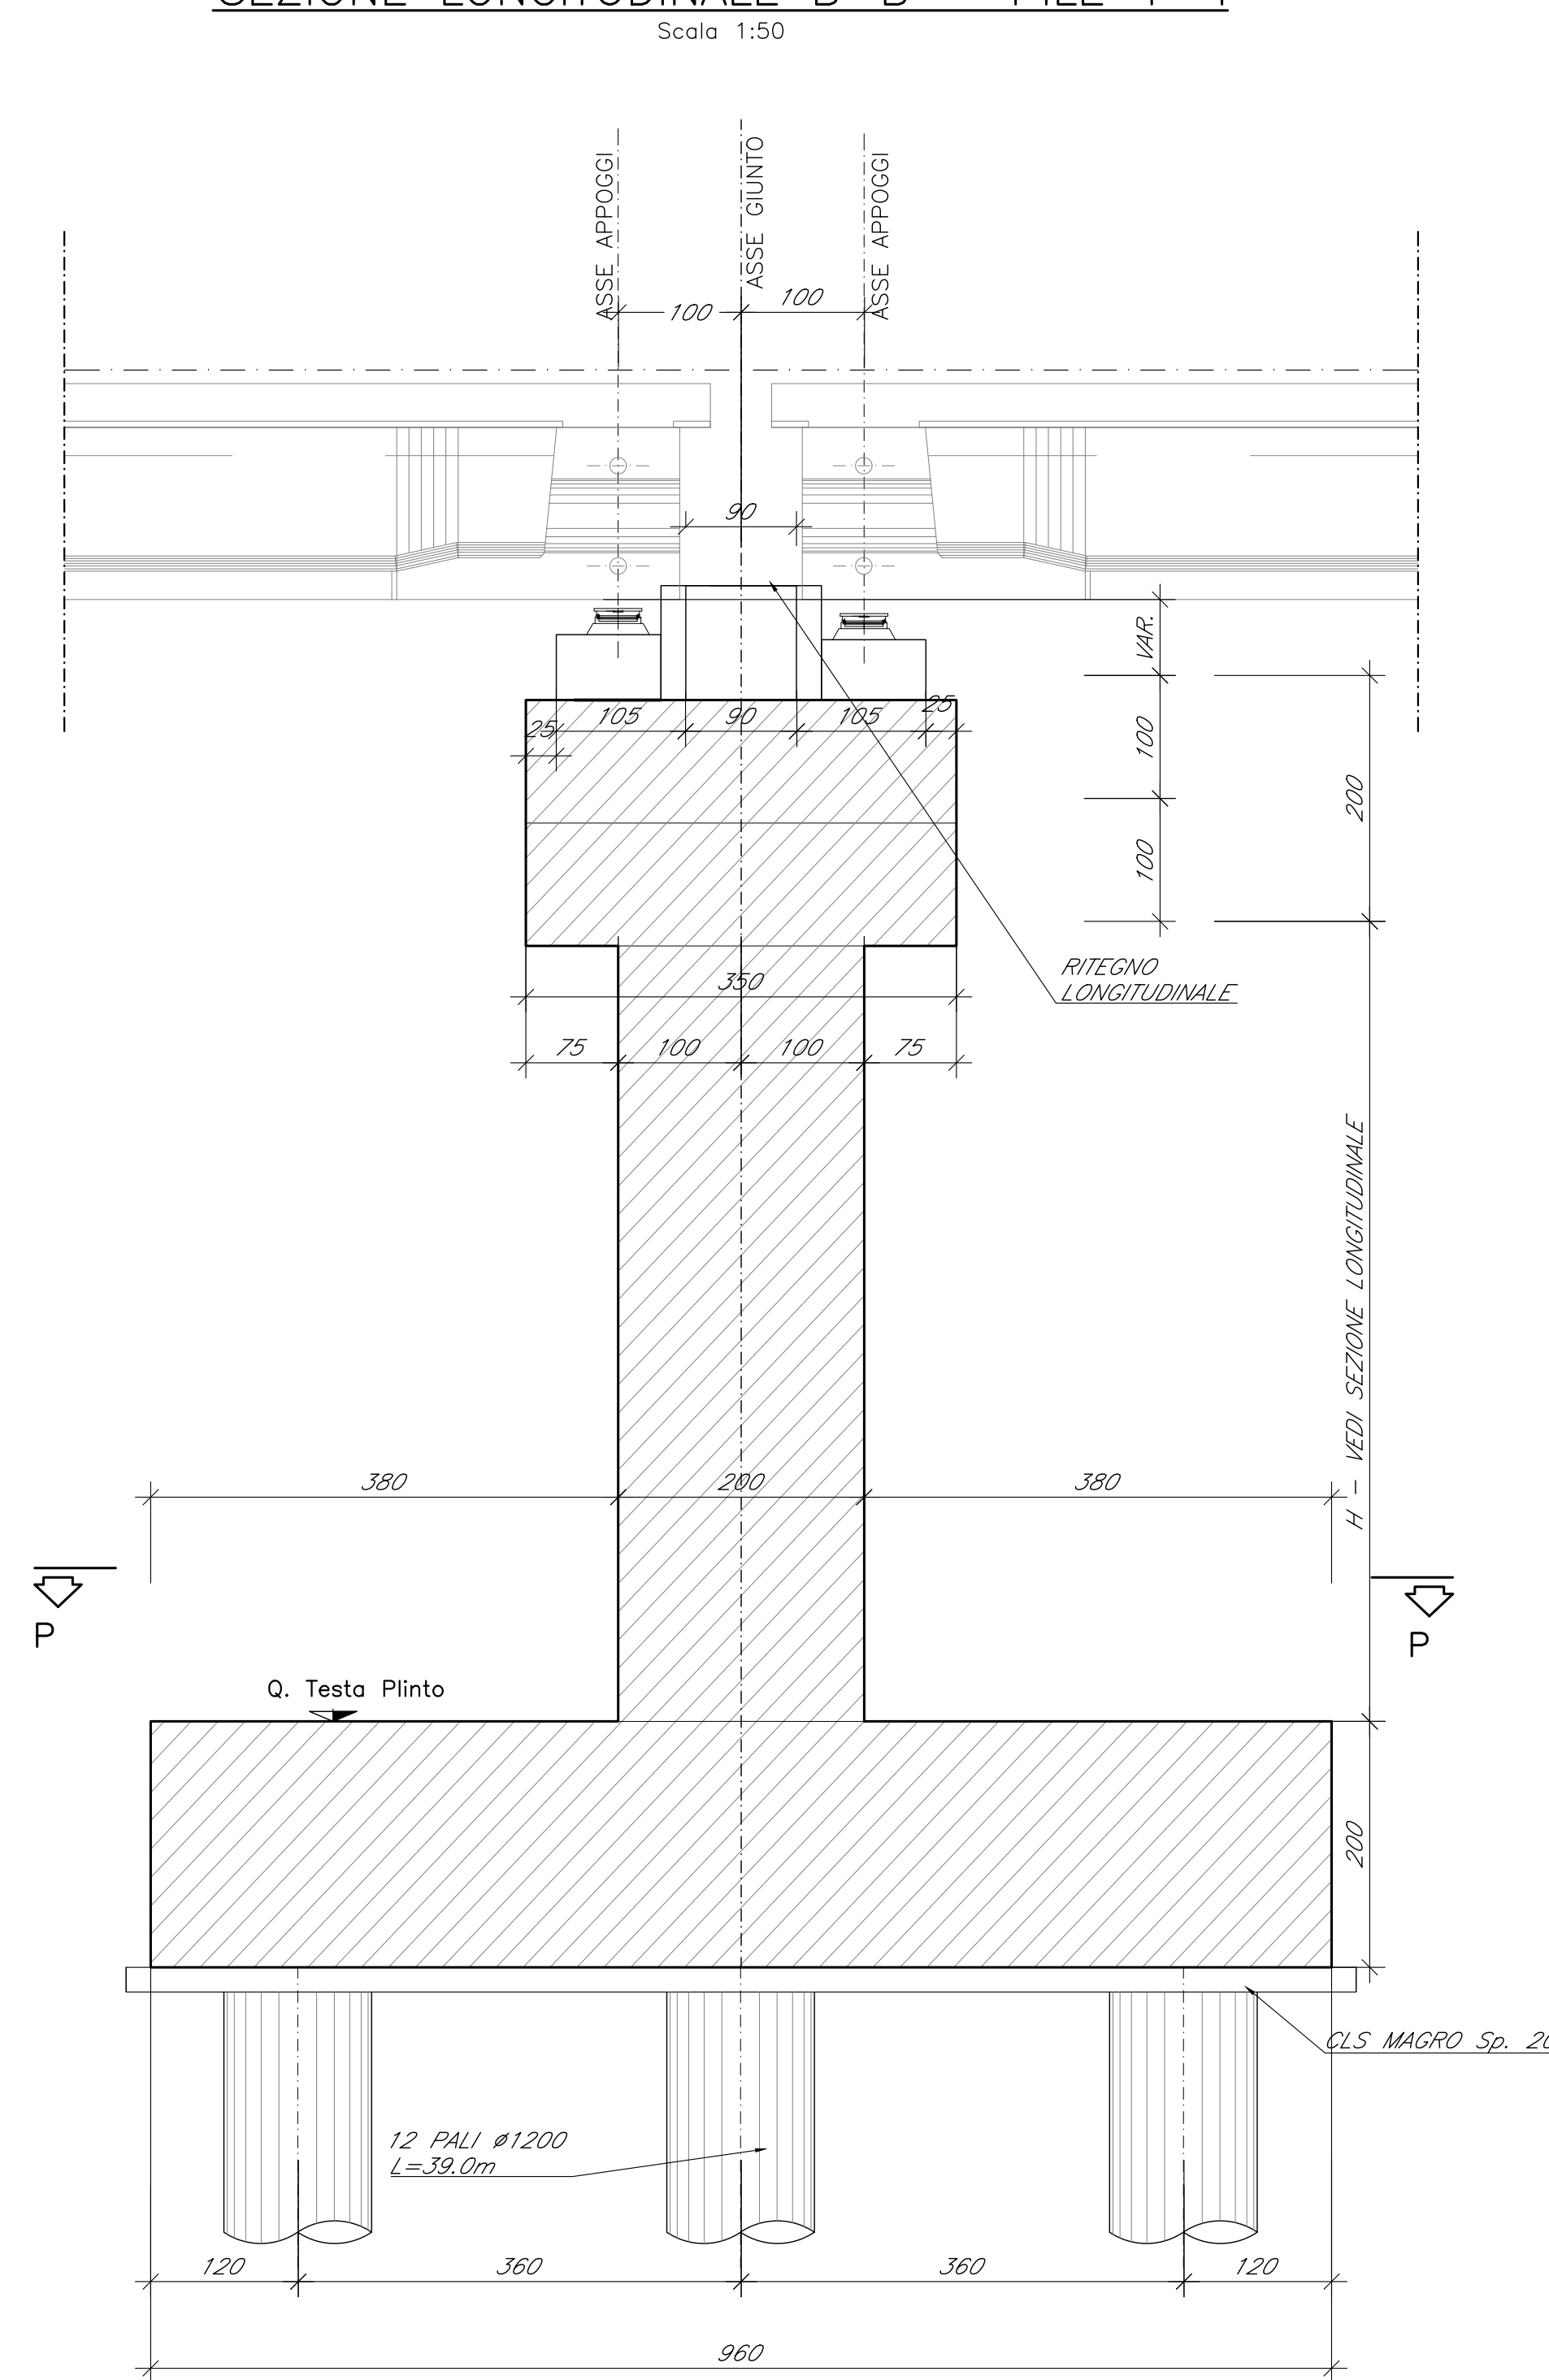 SEZIONE LONGITUDINALE B-B
Scala 1:50
ASSE APPOGGI
ASSE GIUNTO
ASSE APPOGGI
100
100
90
VAR.
25
105
90
105
25
100
200
100
RITEGNO
LONGITUDINALE
350
75
100
100
75
H - VEDI SEZIONE LONGITUDINALE
380
200
380
P
P
Q. Testa Plinto
200
CLS MAGRO Sp.
12 PALI ø1200
L=39.0m
120
360
360
120
960